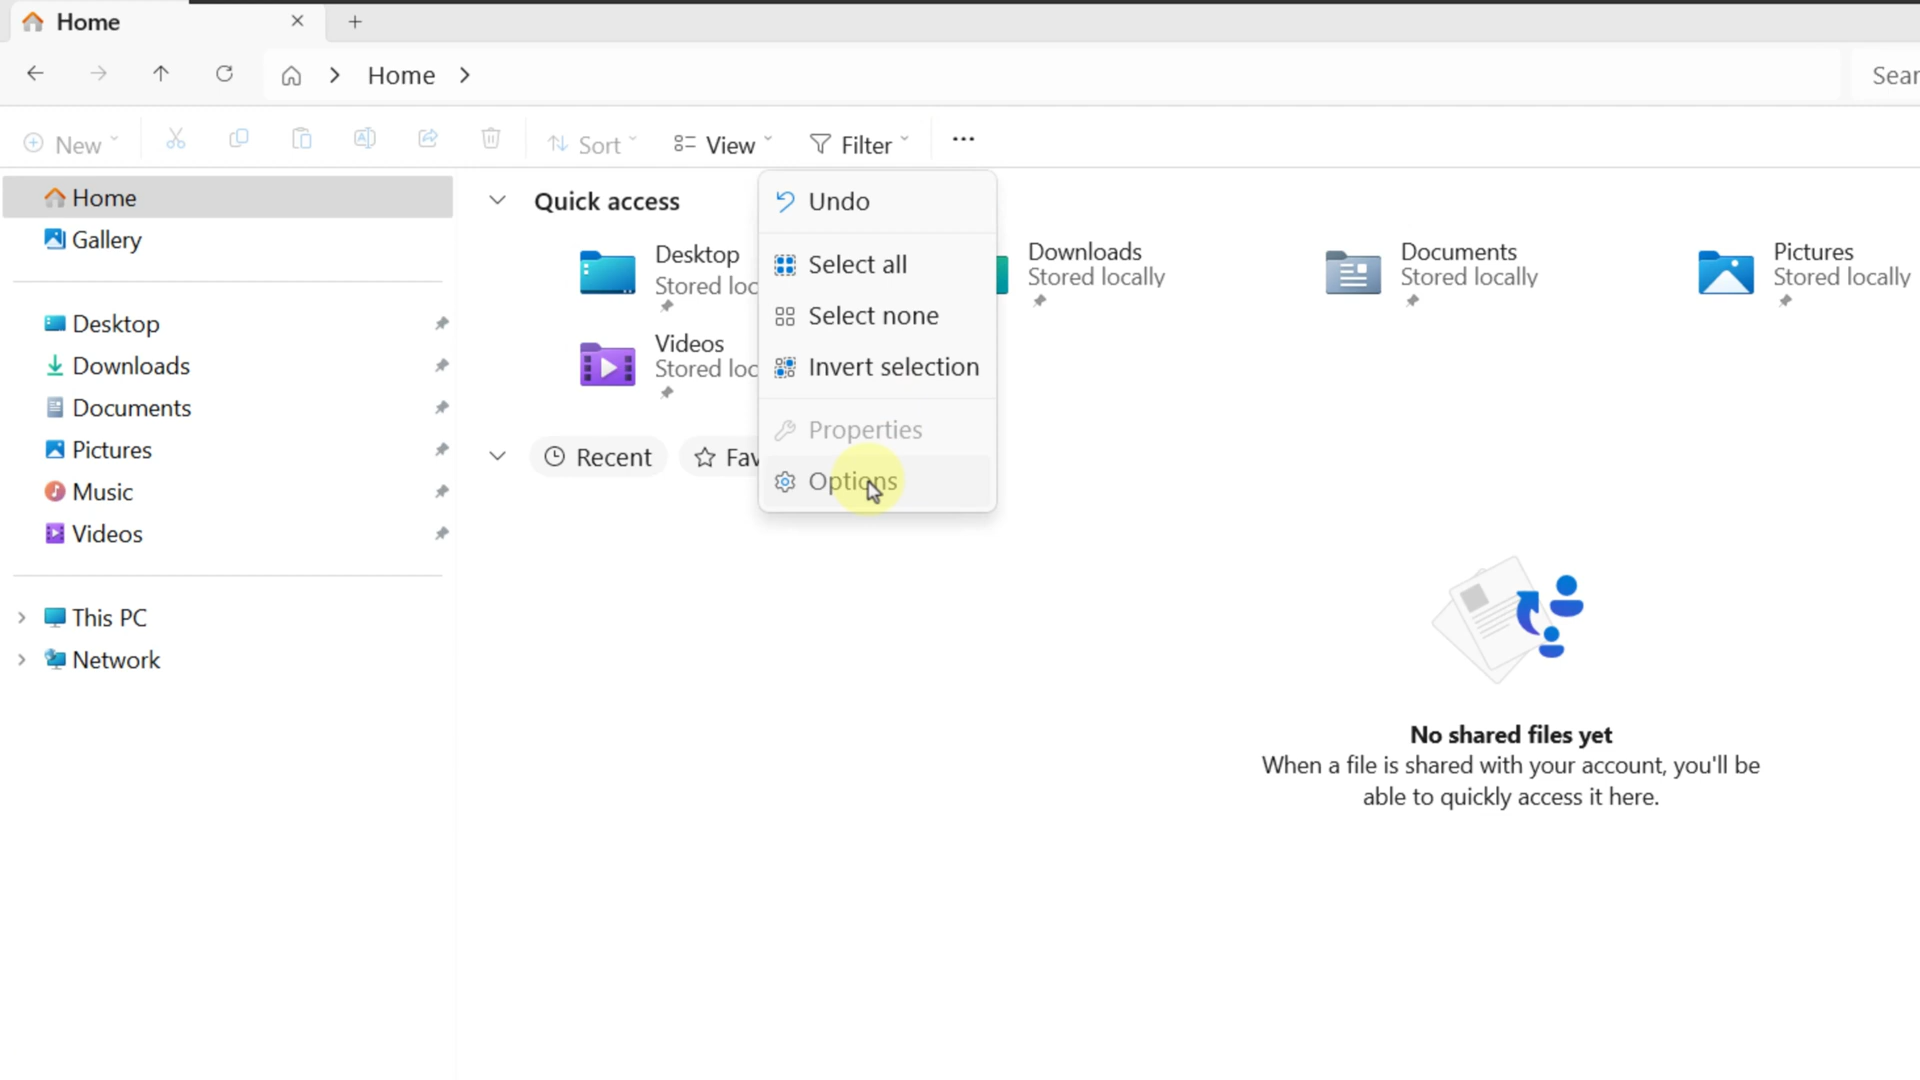 Home
Home
Sear
New
Sort
View
Filter
Home
Gallery
Desktop
Downloads
Documents
Pictures
Music
Videos
This PC
Network
Quick access
Desktop
Stored loc
Downloads
Stored locally
Documents
Stored locally
Pictures
Stored locally
Videos
Stored loc
Recent
Fav
Undo
Select all
Select none
Invert selection
Properties
Options
No shared files yet
When a file is shared with your account, you'll be
able to quickly access it here.